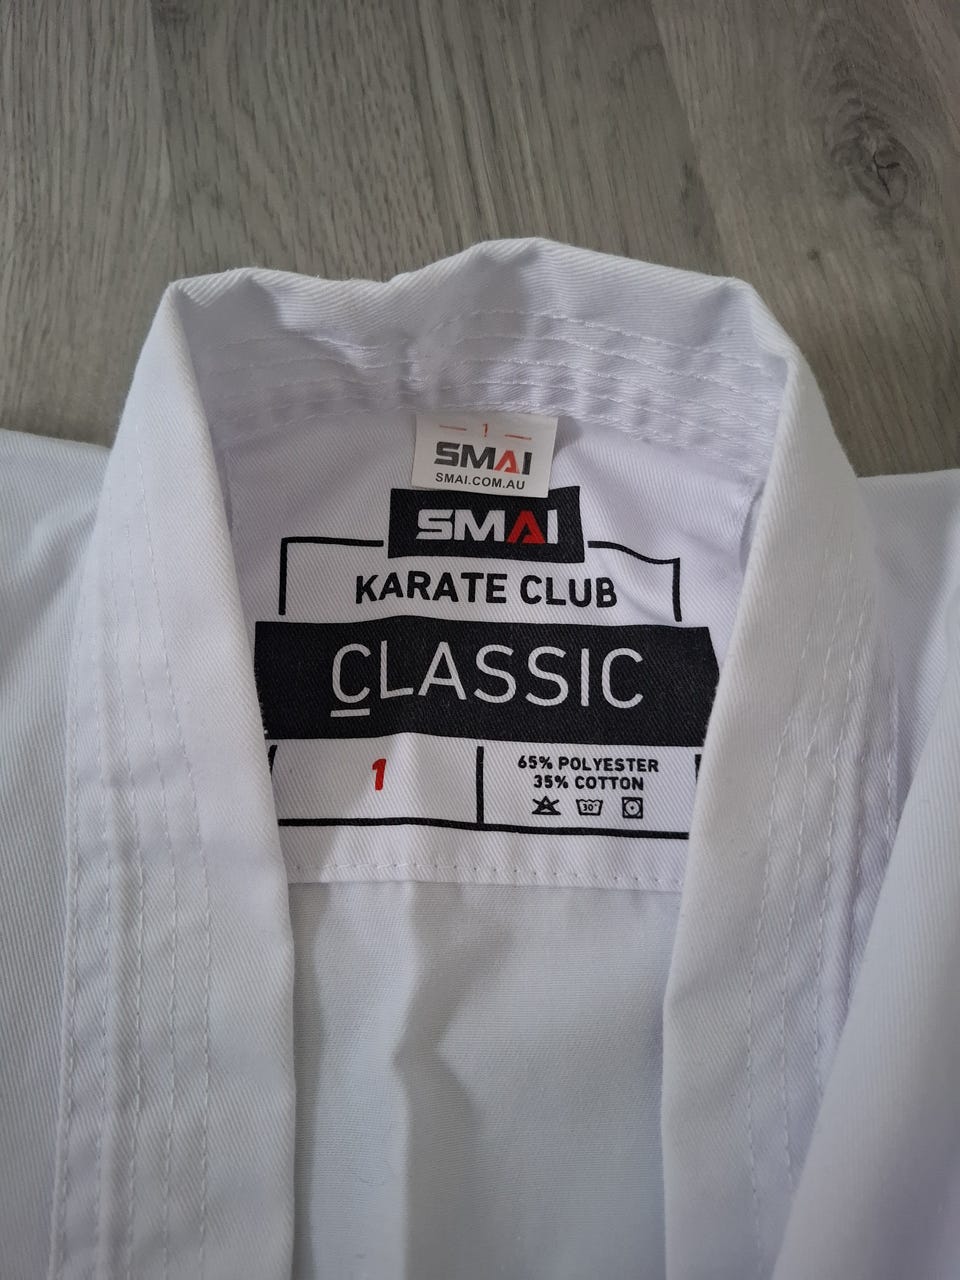 1
SMAI
SMAI.COM.AU
SMAI
KARATE CLUB
CLASSIC
1
65% POLYESTER
35% COTTON
30°